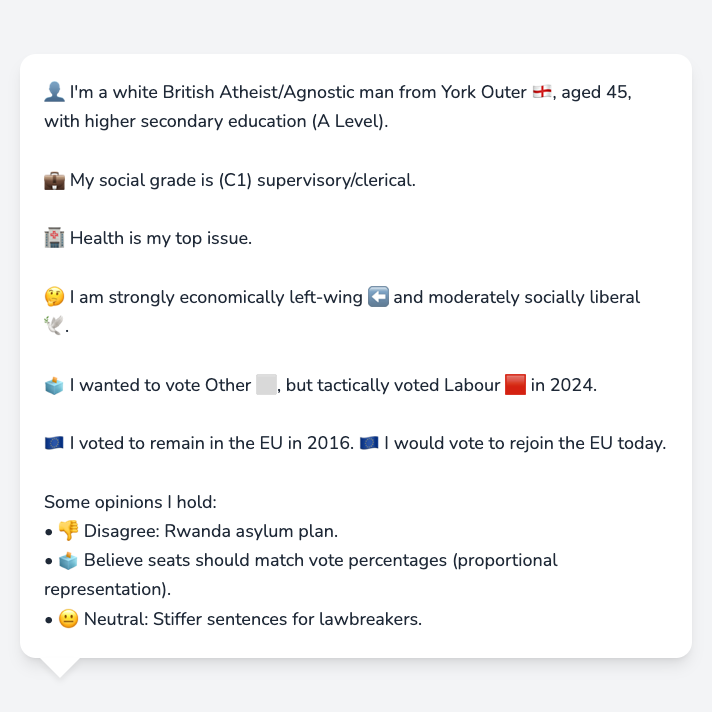 👤 I'm a white British Atheist/Agnostic man from York Outer 🏴󠁧󠁢󠁥󠁮󠁧󠁿, aged 45,
with higher secondary education (A Level).
💼 My social grade is (C1) supervisory/clerical.
🏥 Health is my top issue.
🤔 I am strongly economically left-wing ⬅️ and moderately socially liberal
🕊️.
🗳️ I wanted to vote Other ⬜, but tactically voted Labour 🟥 in 2024.
🇪🇺 I voted to remain in the EU in 2016. 🇪🇺 I would vote to rejoin the EU today.
Some opinions I hold:
• 👎 Disagree: Rwanda asylum plan.
• 🗳️ Believe seats should match vote percentages (proportional
representation).
• 😐 Neutral: Stiffer sentences for lawbreakers.